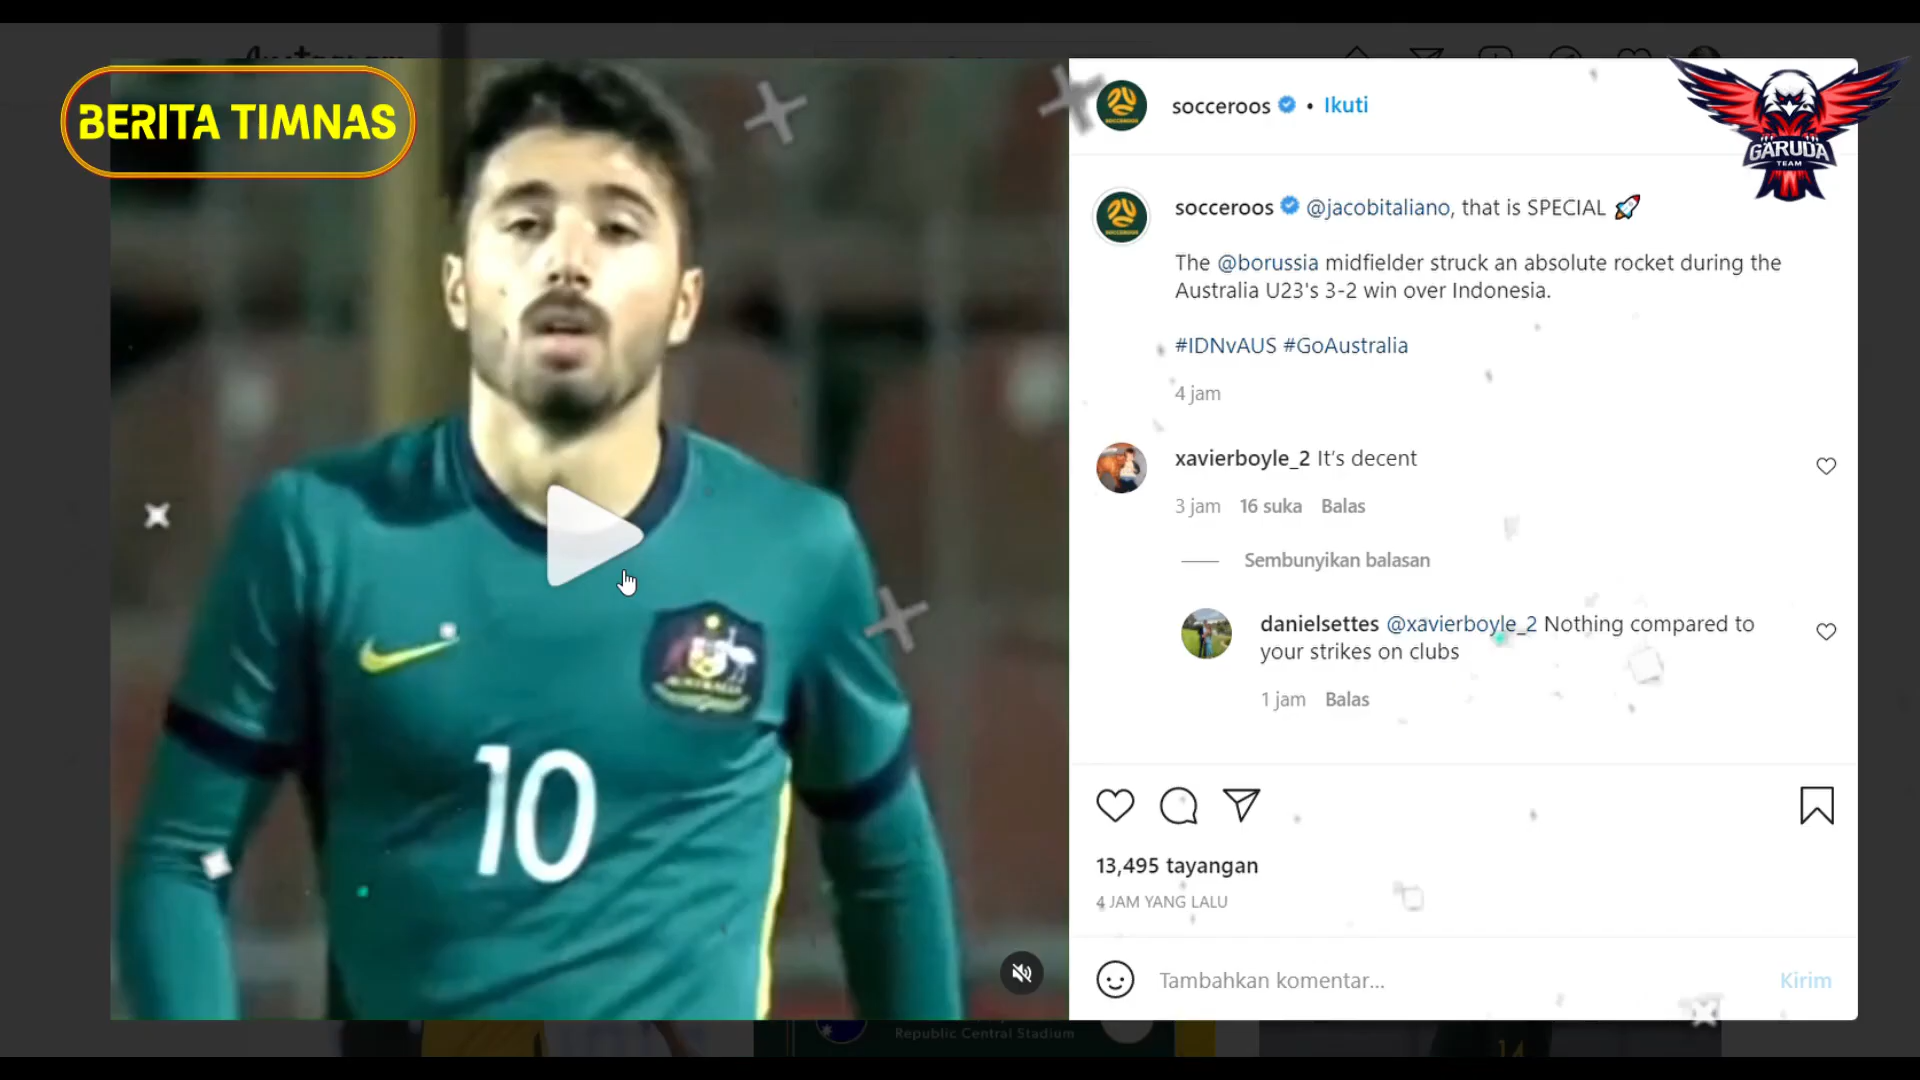 BERITA TIMNAS
GARUDA
TEAM
socceroos • Ikuti
socceroos @jacobitaliano, that is SPECIAL 🚀
The @borussia midfielder struck an absolute rocket during the
Australia U23's 3-2 win over Indonesia.
#IDNvAUS #GoAustralia
4 jam
xavierboyle_2 It’s decent
3 jam 16 suka Balas
Sembunyikan balasan
danielsettes @xavierboyle_2 Nothing compared to
your strikes on clubs
1 jam Balas
AUSTRALIA
10
13,495 tayangan
4 JAM YANG LALU
Tambahkan komentar... Kirim
Republic Central Stadium
14